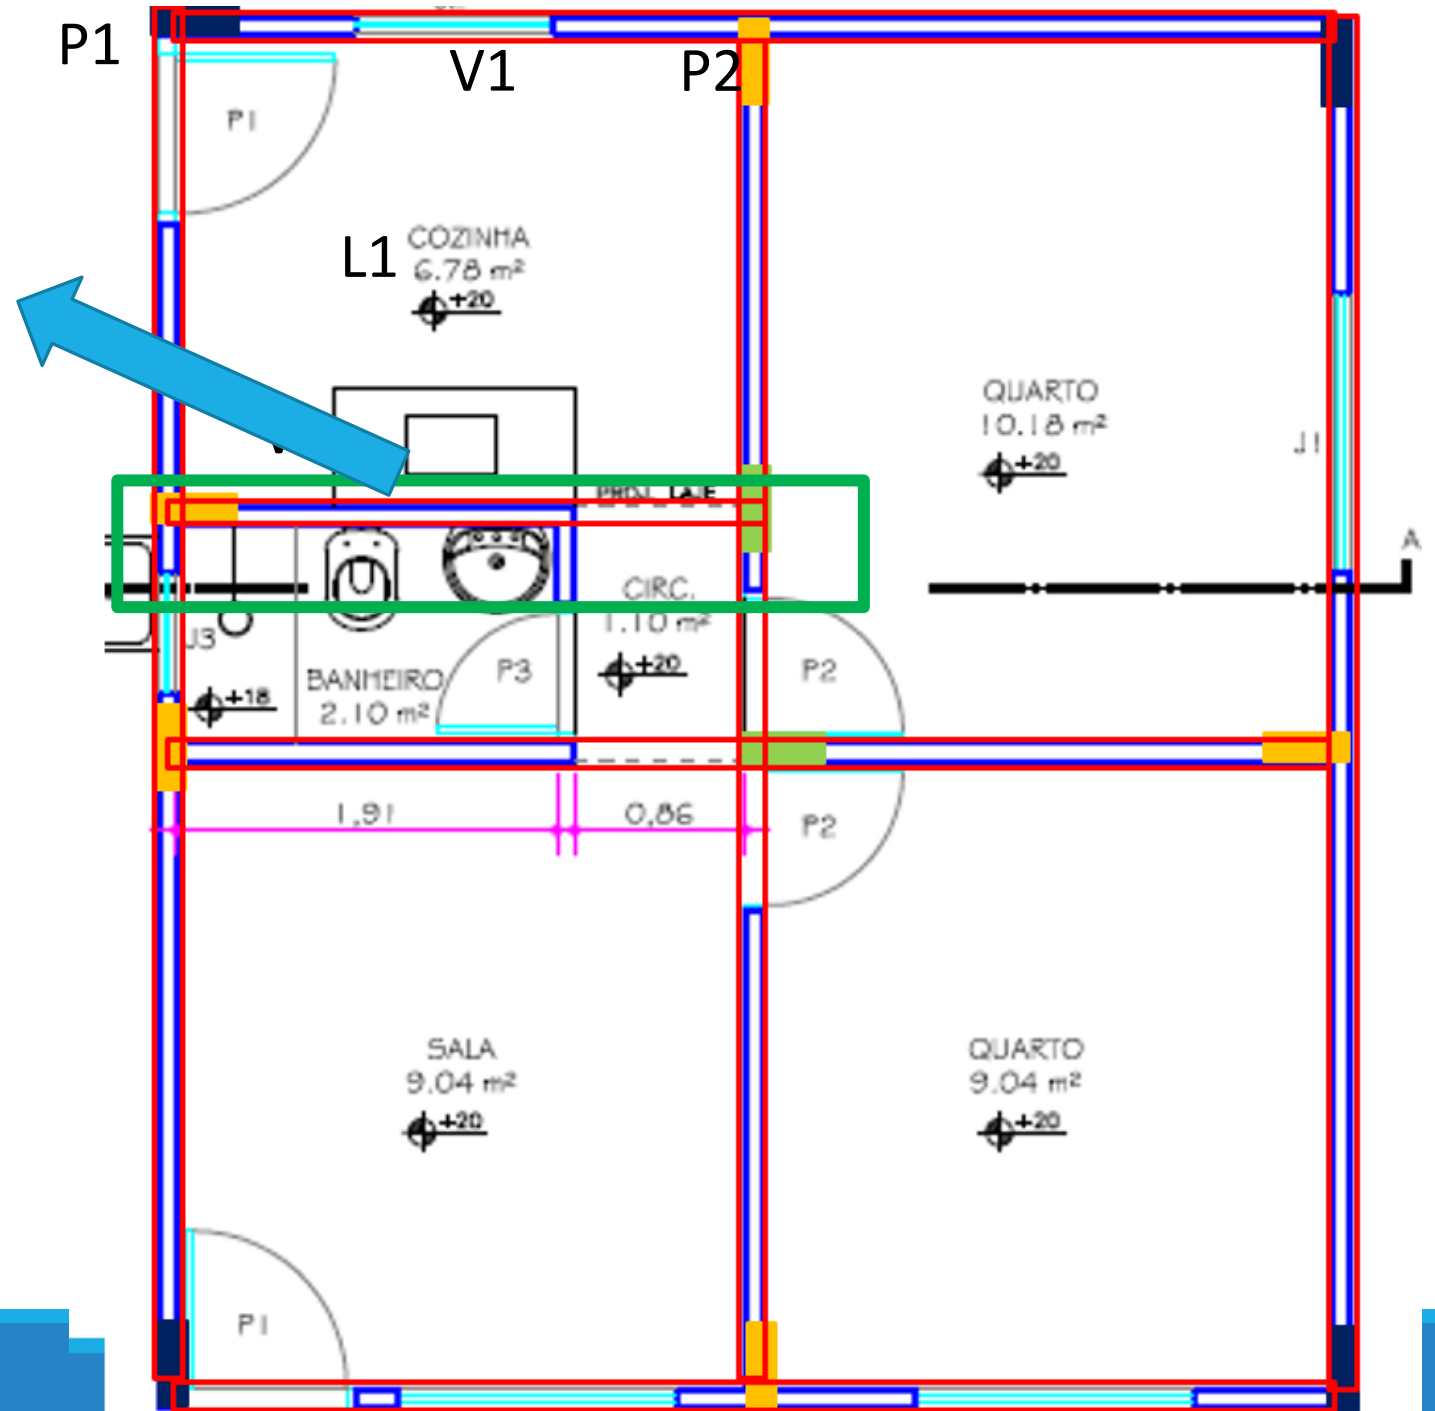 P1
V1
P2
P1
L1
COZINHA
6.78 m²
+20
QUARTO
10.18 m²
+20
J1
PROJ. LAJE
A
CIRC.
1.10 m²
+20
J3
+18
BANHEIRO
2.10 m²
P3
P2
1,91
0,86
P2
SALA
9.04 m²
+20
QUARTO
9.04 m²
+20
P1